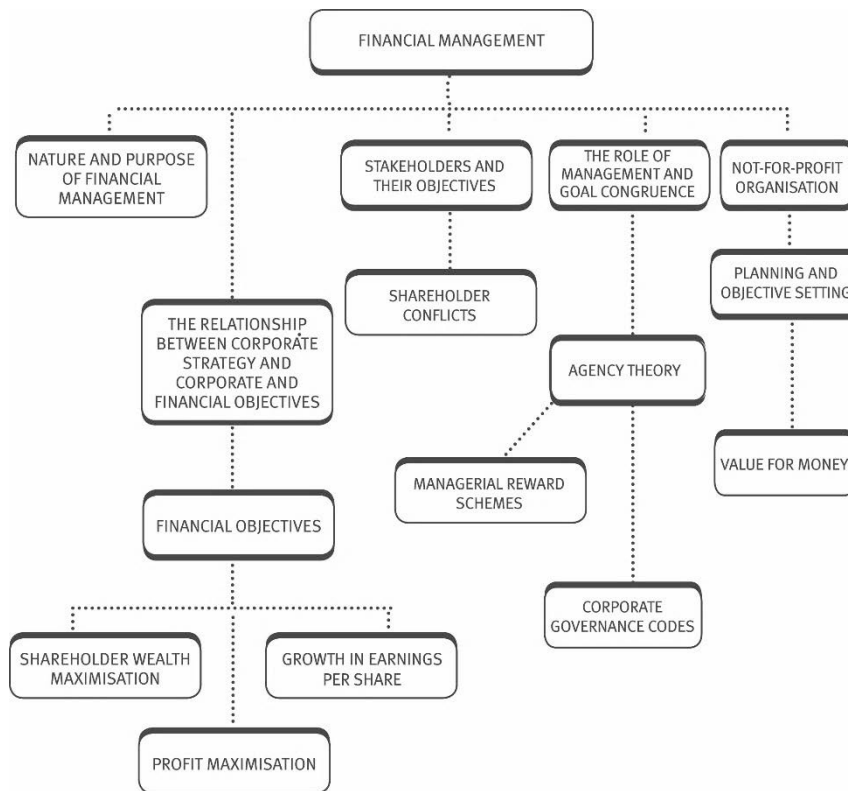 FINANCIAL MANAGEMENT
NATURE AND PURPOSE
OF FINANCIAL
MANAGEMENT
STAKEHOLDERS AND
THEIR OBJECTIVES
THE ROLE OF
MANAGEMENT AND
GOAL CONGRUENCE
NOT-FOR-PROFIT
ORGANISATION
SHAREHOLDER
CONFLICTS
PLANNING AND
OBJECTIVE SETTING
THE RELATIONSHIP
BETWEEN CORPORATE
STRATEGY AND
CORPORATE AND
FINANCIAL OBJECTIVES
AGENCY THEORY
MANAGERIAL REWARD
SCHEMES
VALUE FOR MONEY
FINANCIAL OBJECTIVES
CORPORATE
GOVERNANCE CODES
SHAREHOLDER WEALTH
MAXIMISATION
GROWTH IN EARNINGS
PER SHARE
PROFIT MAXIMISATION